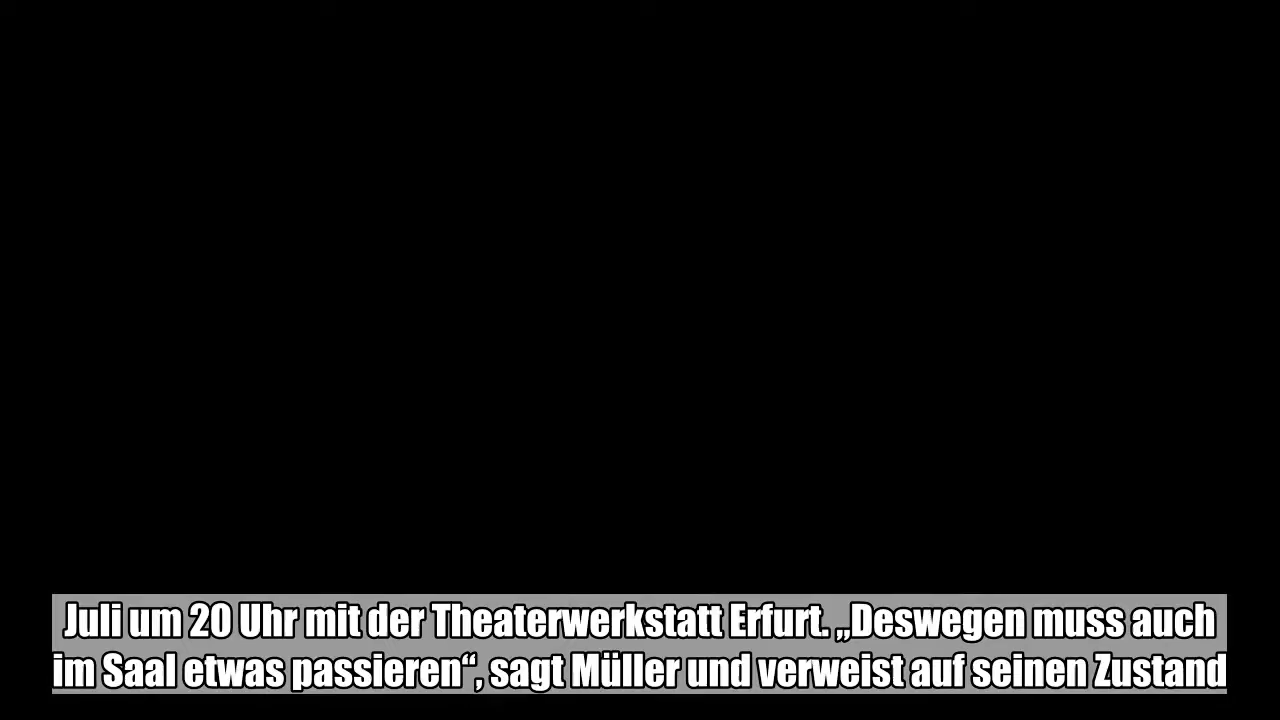 Juli um 20 Uhr mit der Theaterwerkstatt Erfurt. „Deswegen muss auch
im Saal etwas passieren“, sagt Müller und verweist auf seinen Zustand